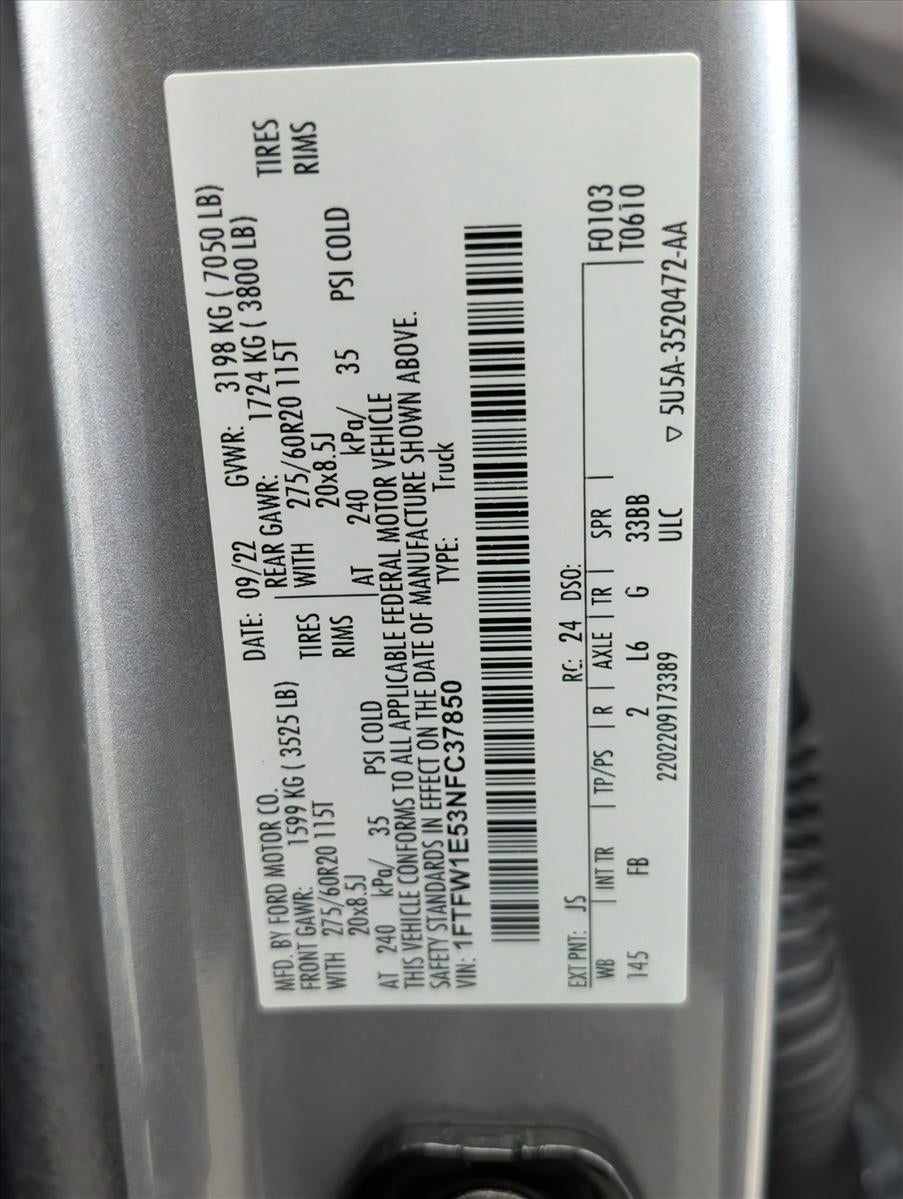 MFD. BY FORD MOTOR CO. DATE: 09/22 GVWR: 3198 KG ( 7050 LB)
FRONT GAWR: 1599 KG ( 3525 LB) REAR GAWR: 1724 KG ( 3800 LB)
WITH 275/60R20 115T TIRES WITH 275/60R20 115T TIRES
20x8.5J RIMS 20x8.5J RIMS
AT 240 kPa/ 35 PSI COLD AT 240 kPa/ 35 PSI COLD
THIS VEHICLE CONFORMS TO ALL APPLICABLE FEDERAL MOTOR VEHICLE
SAFETY STANDARDS IN EFFECT ON THE DATE OF MANUFACTURE SHOWN ABOVE.
VIN: 1FTFW1E53NFC37850 TYPE: Truck
EXT PNT: JS RC: 24 DSO: F0103
WB INT TR TP/PS R AXLE TR SPR T0610
145 FB 2 L6 G 33BB
2202209173389 ULC ▽ 5U5A-3520472-AA